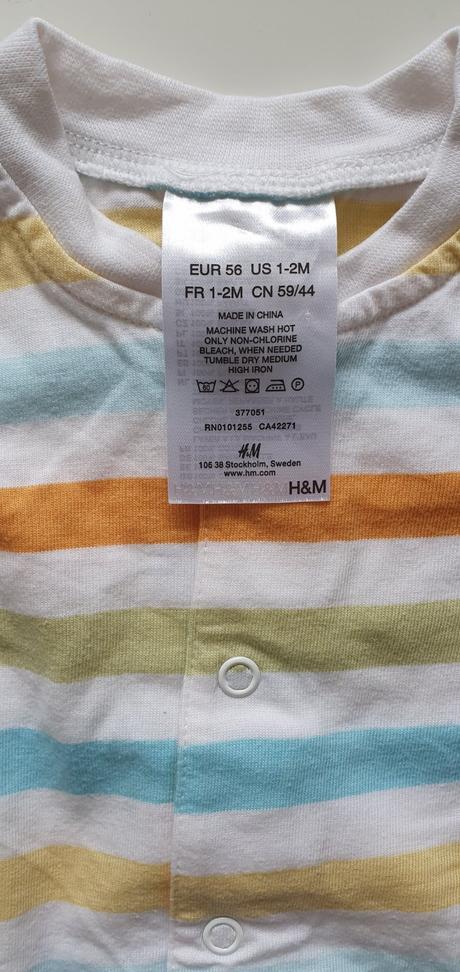 EUR 56 US 1-2M
FR 1-2M CN 59/44
MADE IN CHINA
MACHINE WASH HOT
ONLY NON-CHLORINE
BLEACH, WHEN NEEDED
TUMBLE DRY MEDIUM
HIGH IRON
60 P
377051
RN0101255 CA42271
H&M
106 38 Stockholm, Sweden
www.hm.com
H&M